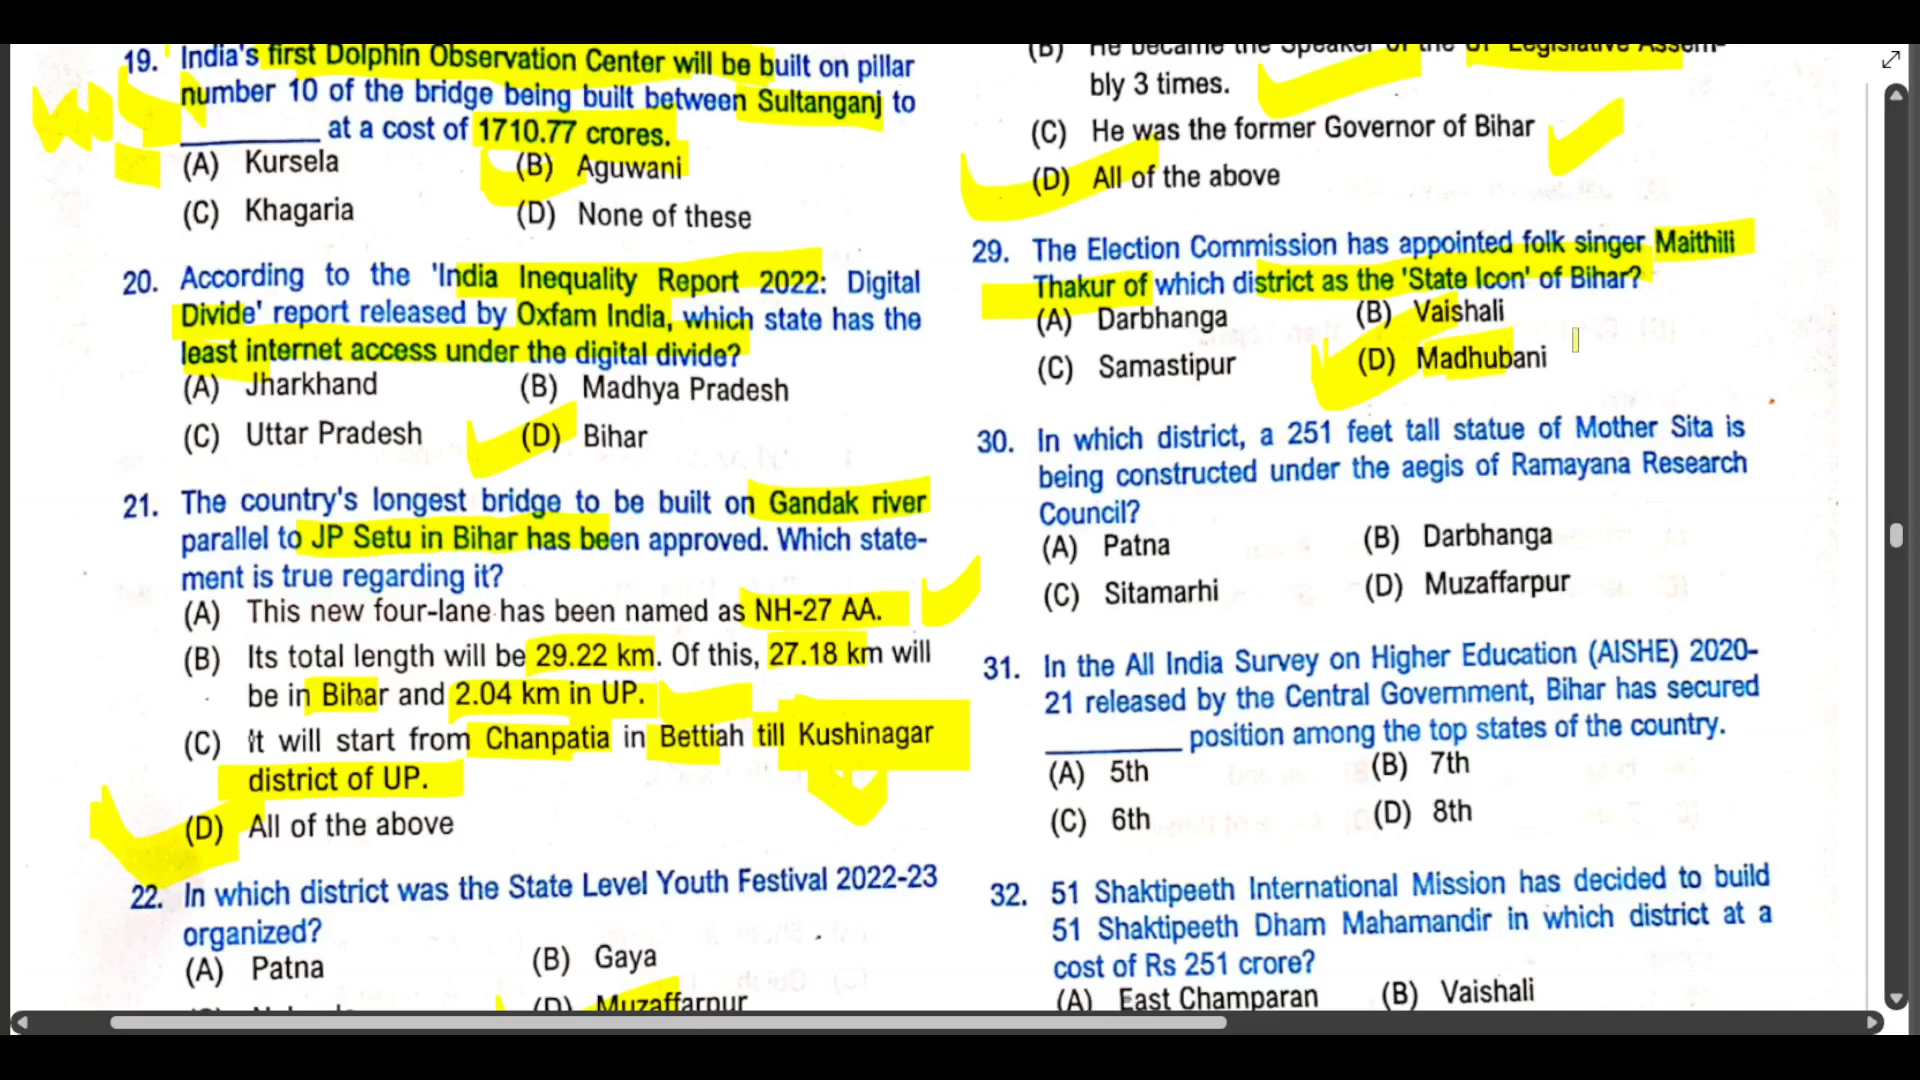 19. India's first Dolphin Observation Center will be built on pillar
number 10 of the bridge being built between Sultanganj to
________ at a cost of 1710.77 crores.
(A) Kursela (B) Aguwani
(C) Khagaria (D) None of these
20. According to the 'India Inequality Report 2022: Digital
Divide' report released by Oxfam India, which state has the
least internet access under the digital divide?
(A) Jharkhand (B) Madhya Pradesh
(C) Uttar Pradesh (D) Bihar
21. The country's longest bridge to be built on Gandak river
parallel to JP Setu in Bihar has been approved. Which state-
ment is true regarding it?
(A) This new four-lane has been named as NH-27 AA.
(B) Its total length will be 29.22 km. Of this, 27.18 km will
be in Bihar and 2.04 km in UP.
(C) It will start from Chanpatia in Bettiah till Kushinagar
district of UP.
(D) All of the above
22. In which district was the State Level Youth Festival 2022-23
organized?
(A) Patna (B) Gaya
(D) Muzaffarpur
(B) He became the Speaker of the UP Legislative Assem-
bly 3 times.
(C) He was the former Governor of Bihar
(D) All of the above
29. The Election Commission has appointed folk singer Maithili
Thakur of which district as the 'State Icon' of Bihar?
(A) Darbhanga (B) Vaishali
(C) Samastipur (D) Madhubani
30. In which district, a 251 feet tall statue of Mother Sita is
being constructed under the aegis of Ramayana Research
Council?
(A) Patna (B) Darbhanga
(C) Sitamarhi (D) Muzaffarpur
31. In the All India Survey on Higher Education (AISHE) 2020-
21 released by the Central Government, Bihar has secured
________ position among the top states of the country.
(A) 5th (B) 7th
(C) 6th (D) 8th
32. 51 Shaktipeeth International Mission has decided to build
51 Shaktipeeth Dham Mahamandir in which district at a
cost of Rs 251 crore?
(A) East Champaran (B) Vaishali